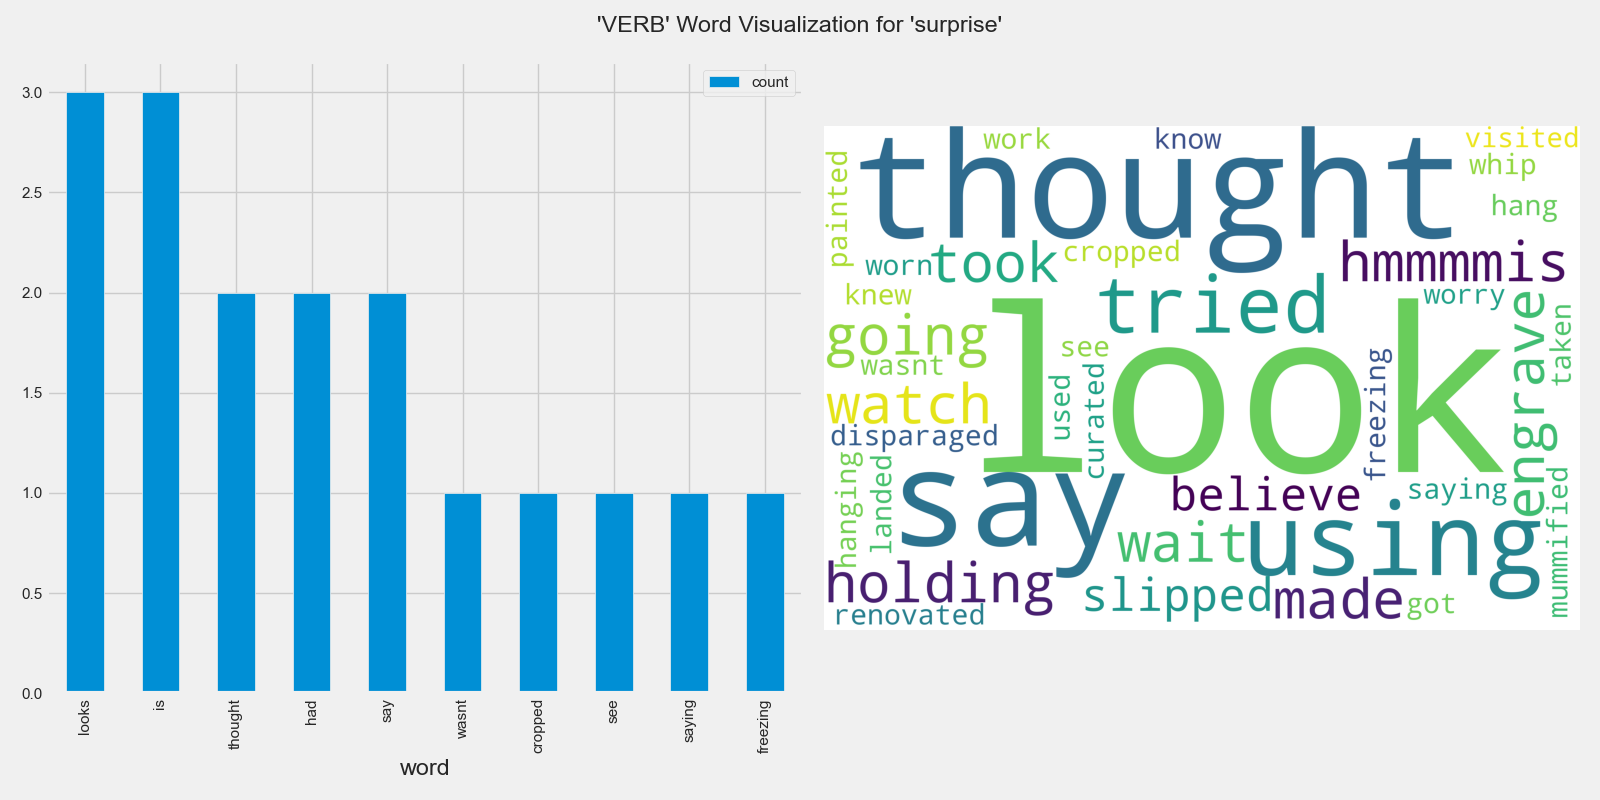 'VERB' Word Visualization for 'surprise'
count
3.0
2.5
2.0
1.5
1.0
0.5
0.0
looks
is
thought
had
say
wasnt
cropped
see
saying
freezing
word
work
know
visited
thought
whip
painted
hang
worn
took
cropped
hmmmmis
knew
tried
worry
going
look
engrave
taken
wasnt
see
watch
used
curated
freezing
disparaged
hanging
landed
say
believe
saying
mummified
wait
using
holding
slipped
made
got
renovated